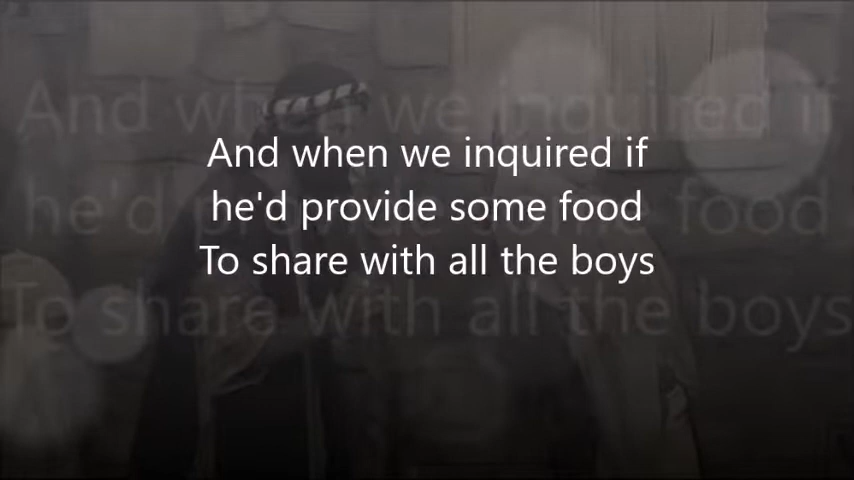 And when we inquired if
he'd provide some food
To share with all the boys